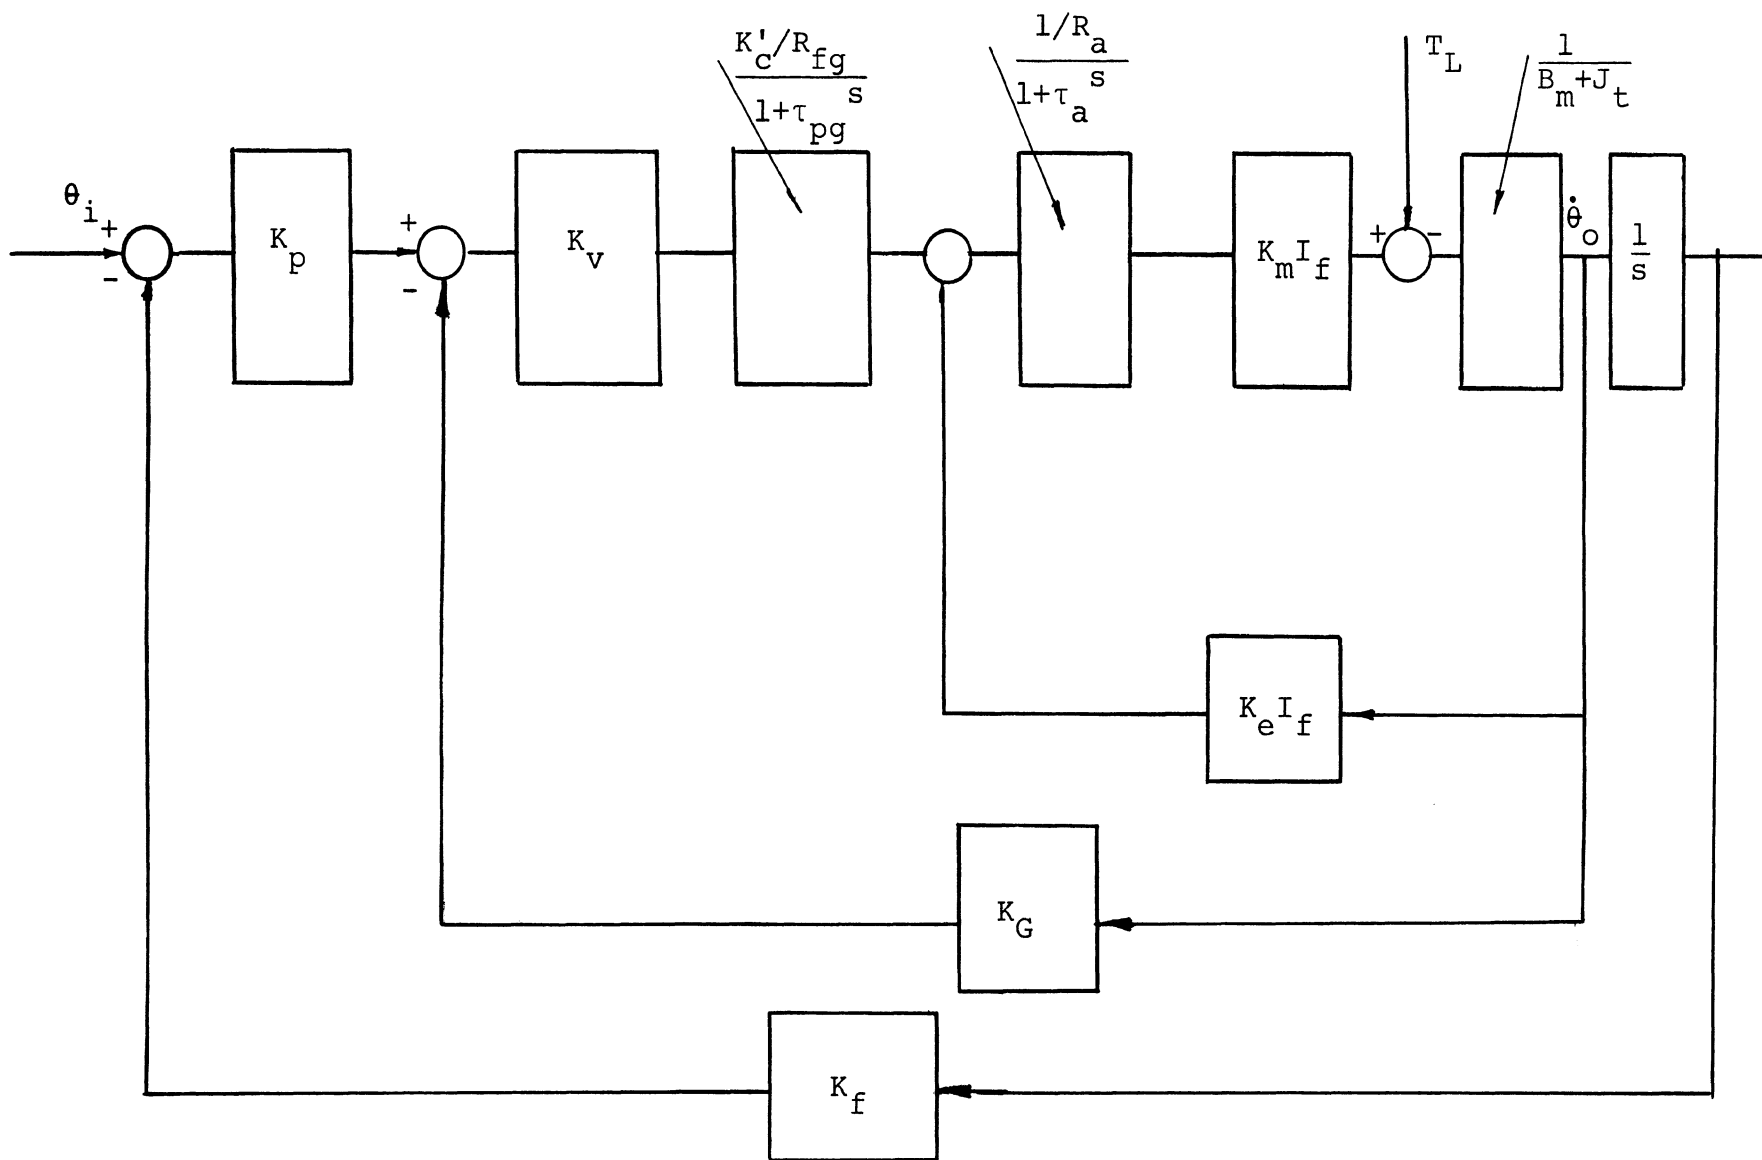 K'c/Rfg
1+τpg s
1/Ra
1+τa s
TL
1
Bm+Jt
θi
+
-
Kp
+
-
Kv
KmIf
+
-
θ̇o
1
s
KeIf
KG
Kf